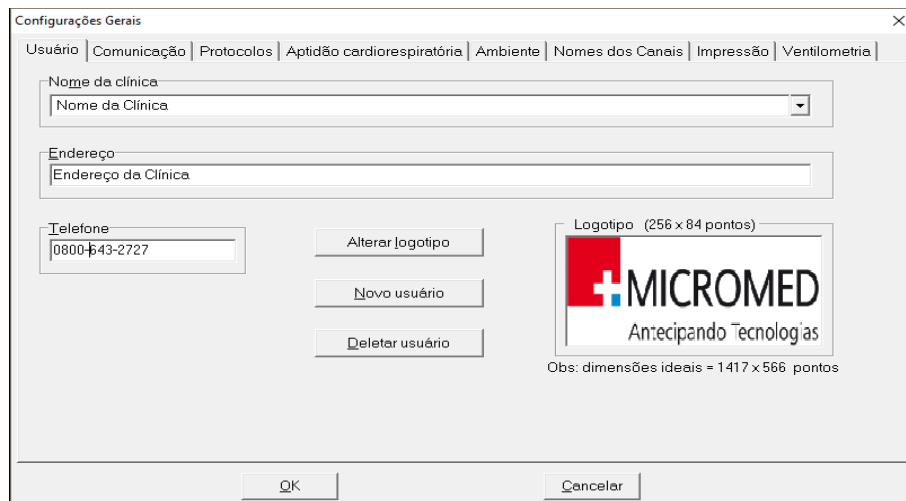 Configurações Gerais
Usuário Comunicação Protocolos Aptidão cardiorespiratória Ambiente Nomes dos Canais Impressão Ventilometria
Nome da clínica
Nome da Clínica
Endereço
Endereço da Clínica
Telefone
0800-643-2727
Alterar logotipo
Novo usuário
Deletar usuário
Logotipo (256 x 84 pontos)
MICROMED
Antecipando Tecnologias
Obs: dimensões ideais = 1417 x 566 pontos
OK
Cancelar